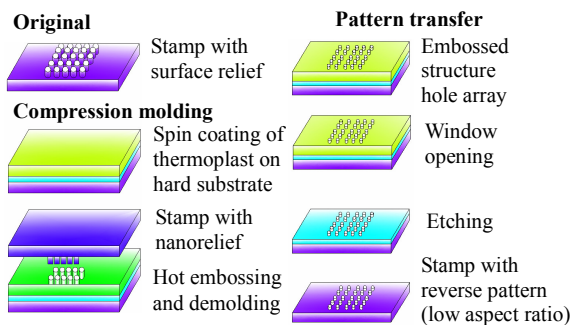 Original
Stamp with
surface relief
Compression molding
Spin coating of
thermoplast on
hard substrate
Stamp with
nanorelief
Hot embossing
and demolding
Pattern transfer
Embossed
structure
hole array
Window
opening
Etching
Stamp with
reverse pattern
(low aspect ratio)